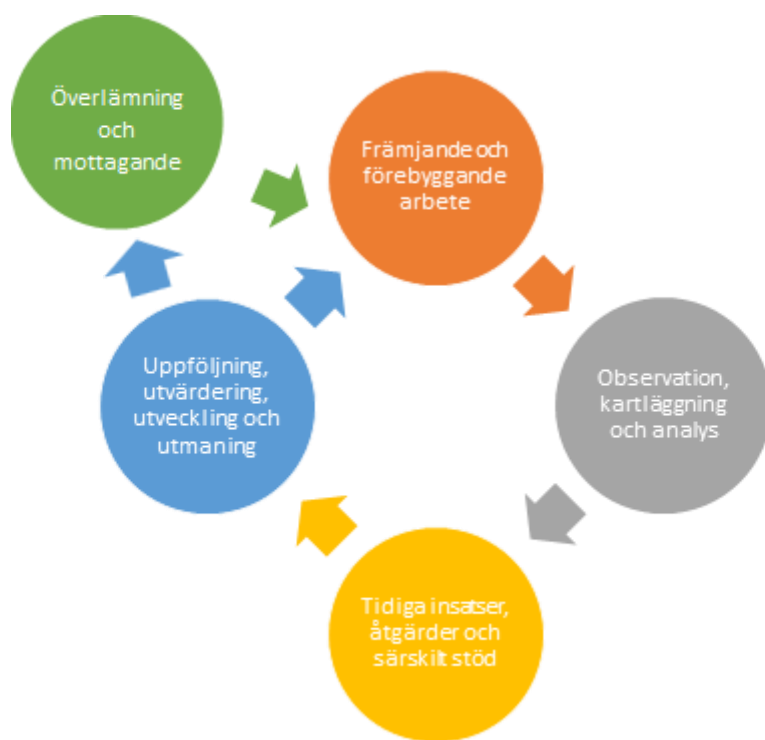 Överlämning
och
mottagande
Främjande och
förebyggande
arbete
Observation,
kartläggning
och analys
Tidiga insatser,
åtgärder och
särskilt stöd
Uppföljning,
utvärdering,
utveckling och
utmaning